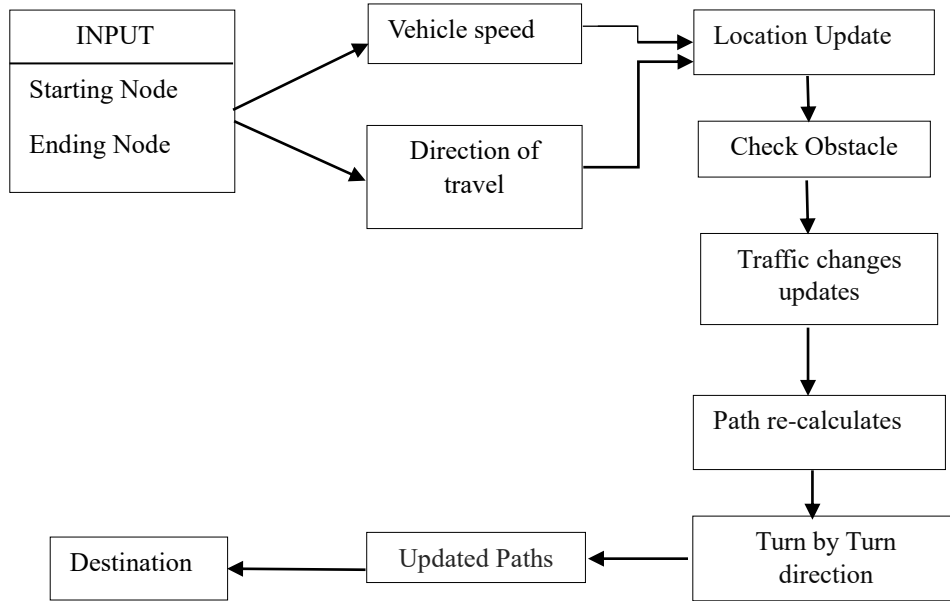 INPUT
Starting Node
Ending Node
Vehicle speed
Direction of
travel
Location Update
Check Obstacle
Traffic changes
updates
Path re-calculates
Turn by Turn
direction
Updated Paths
Destination